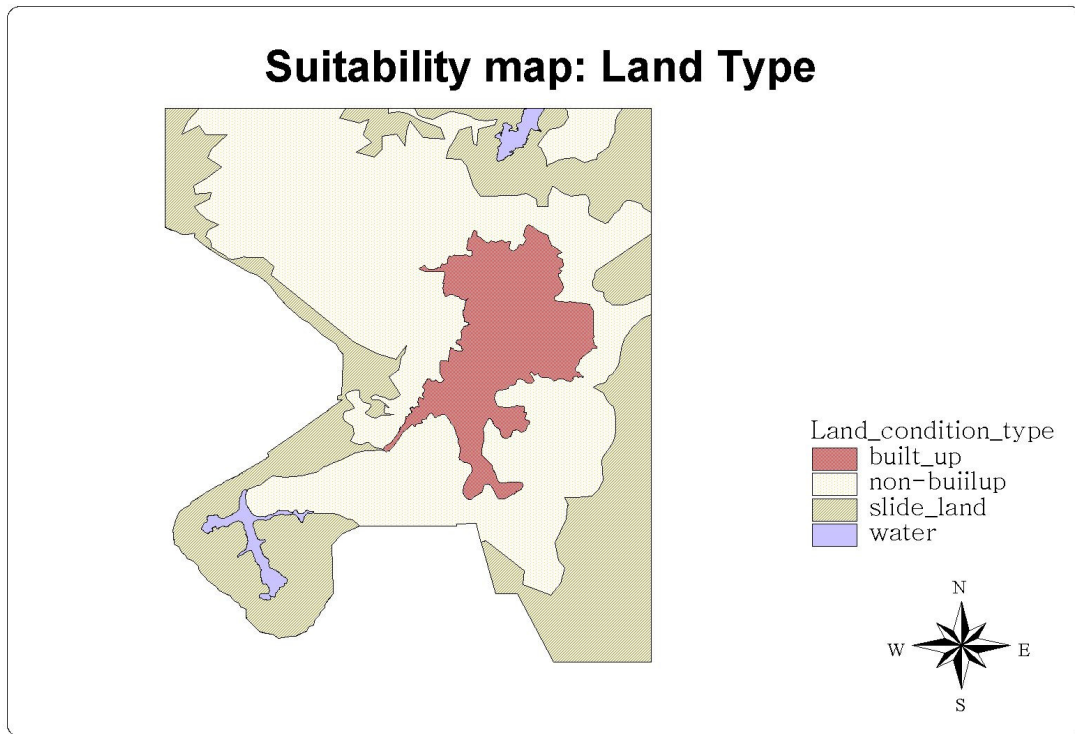 Suitability map: Land Type
Land_condition_type
built_up
non-buiilup
slide_land
water
N
W E
S